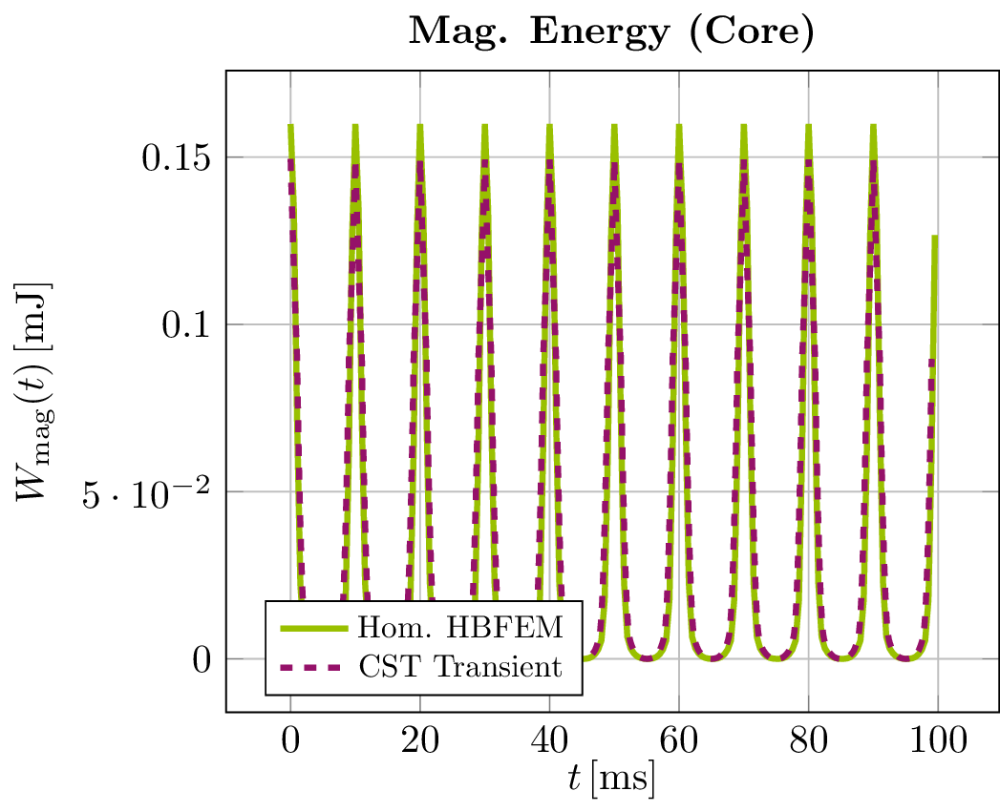 Mag. Energy (Core)
W_mag(t) [mJ]
0.15
0.1
5 · 10⁻²
0
Hom. HBFEM
CST Transient
0 20 40 60 80 100
t [ms]